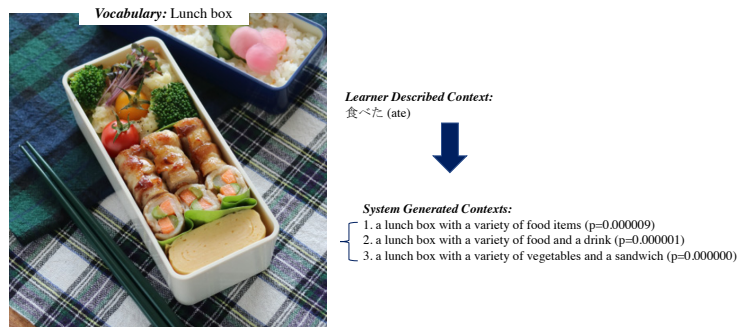 Vocabulary: Lunch box
Learner Described Context:
食べた (ate)
System Generated Contexts:
1. a lunch box with a variety of food items (p=0.000009)
2. a lunch box with a variety of food and a drink (p=0.000001)
3. a lunch box with a variety of vegetables and a sandwich (p=0.000000)